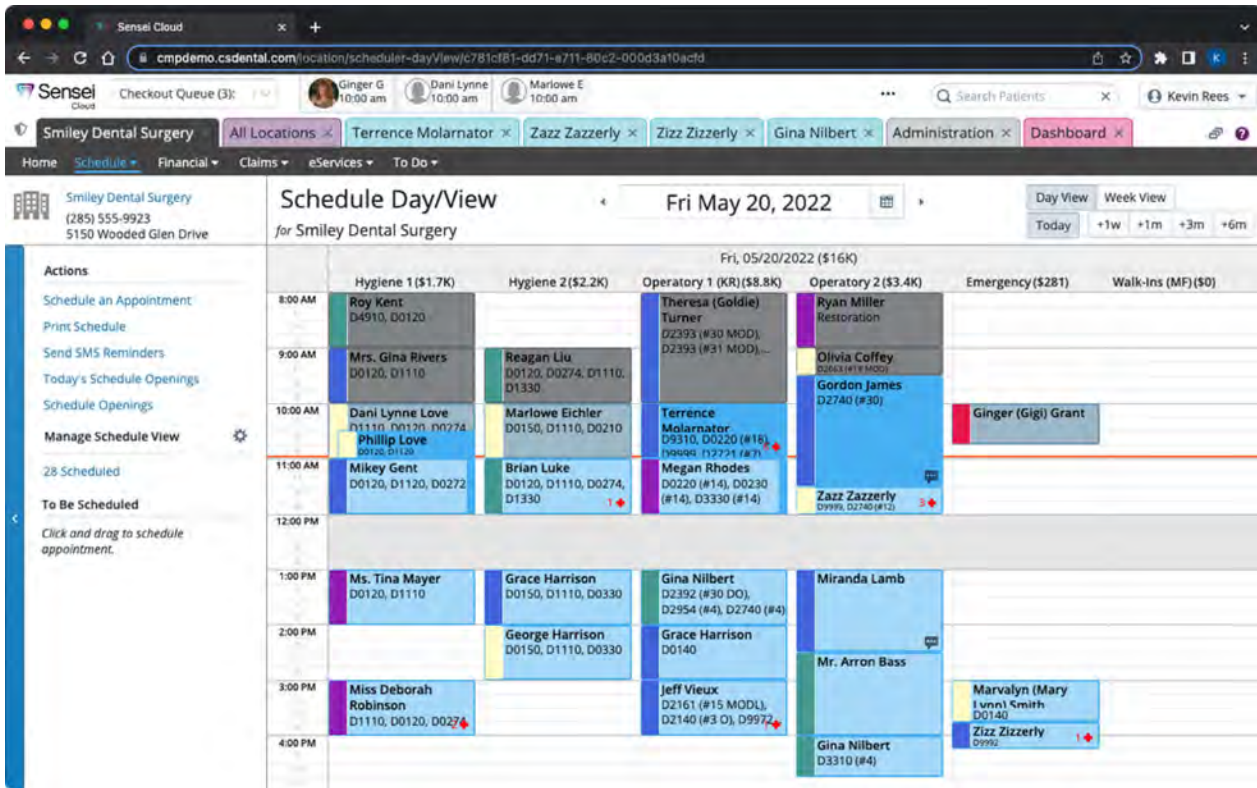 Sensei Cloud
cmpdemo.csdental.com/location/scheduler-dayView/c781cf81-dd71-e711-80c2-000d3a10acfd
K
Sensei
Cloud
Checkout Queue (3):
Ginger G
10:00 am
Dani Lynne
10:00 am
Marlowe E
10:00 am
Search Patients
Kevin Rees
Smiley Dental Surgery
All Locations
Terrence Molarnator
Zazz Zazzerly
Zizz Zizzerly
Gina Nilbert
Administration
Dashboard
Home Schedule Financial Claims eServices To Do
Smiley Dental Surgery
(285) 555-9923
5150 Wooded Glen Drive
Schedule Day/View
for Smiley Dental Surgery
Fri May 20, 2022
Day View Week View
Today +1w +1m +3m +6m
Actions
Schedule an Appointment
Print Schedule
Send SMS Reminders
Today's Schedule Openings
Schedule Openings
Manage Schedule View
28 Scheduled
To Be Scheduled
Click and drag to schedule
appointment.
Fri, 05/20/2022 ($16K)
Hygiene 1 ($1.7K) Hygiene 2 ($2.2K) Operatory 1 (KR) ($8.8K) Operatory 2 ($3.4K) Emergency ($281) Walk-Ins (MF) ($0)
8:00 AM
9:00 AM
10:00 AM
11:00 AM
12:00 PM
1:00 PM
2:00 PM
3:00 PM
4:00 PM
Roy Kent
D4910, D0120
Mrs. Gina Rivers
D0120, D1110
Dani Lynne Love
D1110, D0120, D0274
Phillip Love
D0120, D1120
Mikey Gent
D0120, D1120, D0272
Ms. Tina Mayer
D0120, D1110
Miss Deborah
Robinson
D1110, D0120, D0274
2
Reagan Liu
D0120, D0274, D1110,
D1330
Marlowe Eichler
D0150, D1110, D0210
Brian Luke
D0120, D1110, D0274,
D1330
1
Grace Harrison
D0150, D1110, D0330
George Harrison
D0150, D1110, D0330
Theresa (Goldie)
Turner
D2393 (#30 MOD),
D2393 (#31 MOD),...
Terrence
Molarnator
D9310, D0220 (#18),
Megan Rhodes
D0220 (#14), D0230
(#14), D3330 (#14)
Gina Nilbert
D2392 (#30 DO),
D2954 (#4), D2740 (#4)
Grace Harrison
D0140
Jeff Vieux
D2161 (#15 MODL),
D2140 (#3 O), D9972,
Ryan Miller
Restoration
Olivia Coffey
Gordon James
D2740 (#30)
Zazz Zazzerly
D9999, D2740 (#12)
3
Miranda Lamb
Mr. Arron Bass
Gina Nilbert
D3310 (#4)
Ginger (Gigi) Grant
Marvalyn (Mary
Lynn) Smith
D0140
Zizz Zizzerly
D9992
1